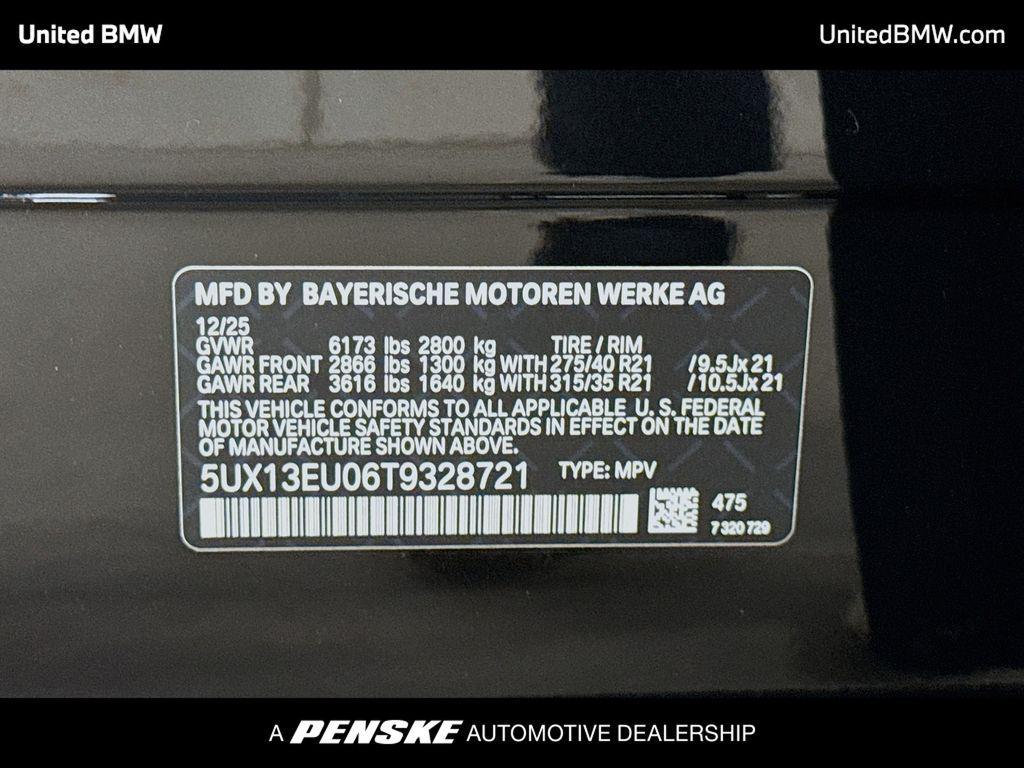 United BMW
UnitedBMW.com
MFD BY BAYERISCHE MOTOREN WERKE AG
12/25
GVWR 6173 lbs 2800 kg TIRE / RIM
GAWR FRONT 2866 lbs 1300 kg WITH 275/40 R21 /9.5Jx21
GAWR REAR 3616 lbs 1640 kg WITH 315/35 R21 /10.5Jx21
THIS VEHICLE CONFORMS TO ALL APPLICABLE U. S. FEDERAL
MOTOR VEHICLE SAFETY STANDARDS IN EFFECT ON THE DATE
OF MANUFACTURE SHOWN ABOVE.
5UX13EU06T9328721 TYPE: MPV
475
7 320 729
A PENSKE AUTOMOTIVE DEALERSHIP